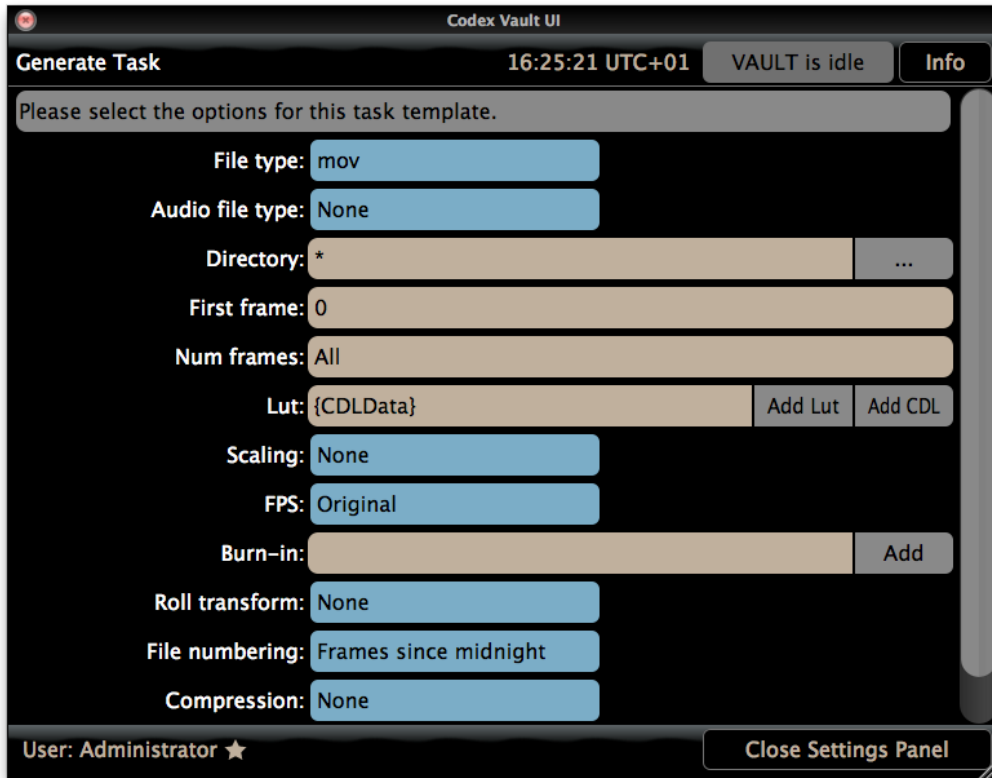 Codex Vault UI
Generate Task 16:25:21 UTC+01 VAULT is idle Info
Please select the options for this task template.
File type: mov
Audio file type: None
Directory: * ...
First frame: 0
Num frames: All
Lut: {CDLData} Add Lut Add CDL
Scaling: None
FPS: Original
Burn-in: Add
Roll transform: None
File numbering: Frames since midnight
Compression: None
User: Administrator ★ Close Settings Panel